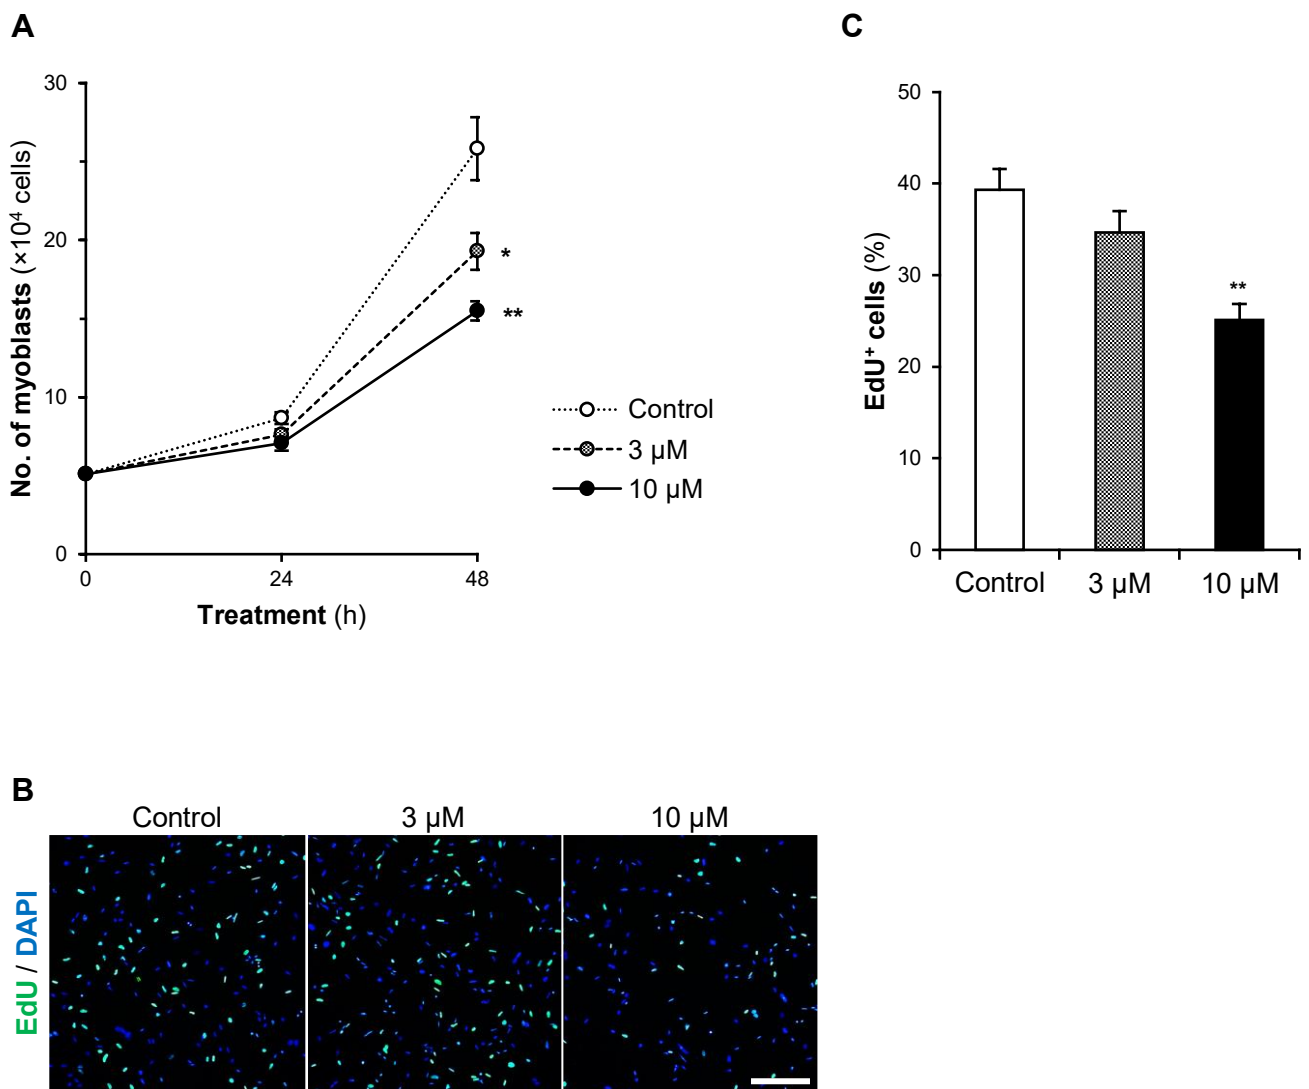 A
No. of myoblasts (×10⁴ cells)
30
20
10
0
0
24
48
Treatment (h)
*
**
Control
3 µM
10 µM
C
EdU⁺ cells (%)
50
40
30
20
10
0
**
Control
3 µM
10 µM
B
Control
3 µM
10 µM
EdU / DAPI